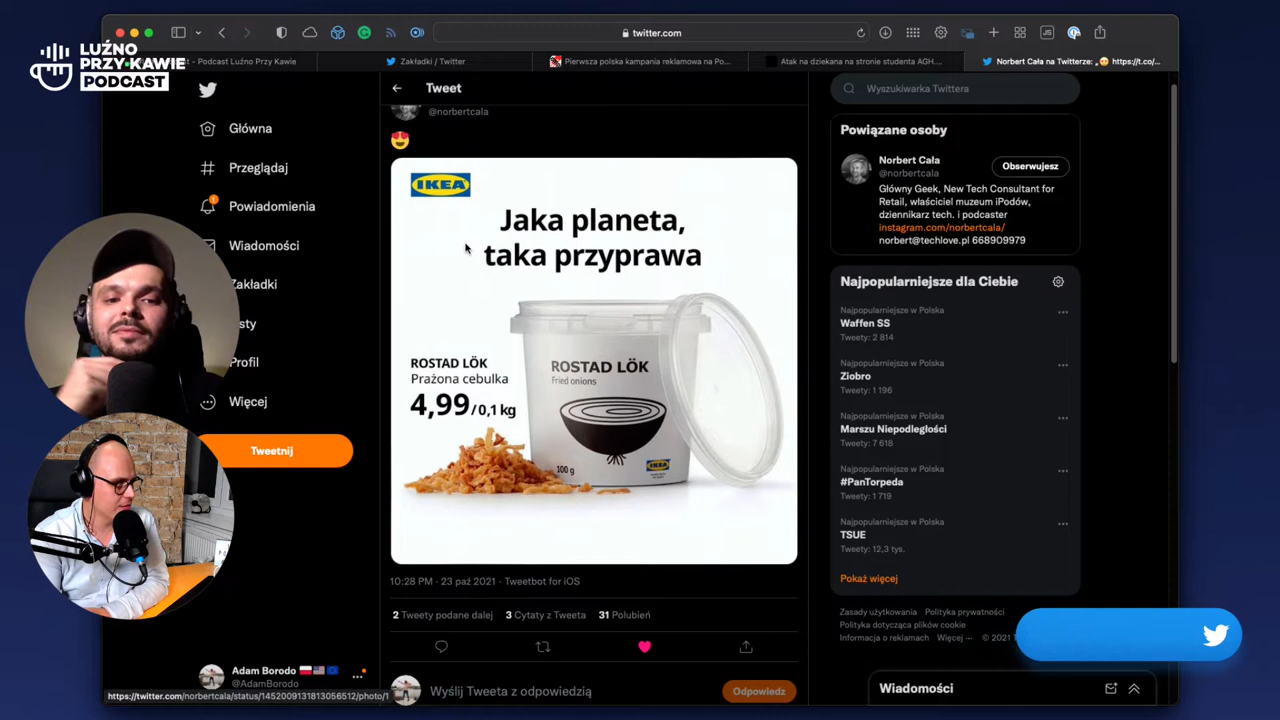 LUŹNO
PRZY KAWIE
PODCAST
twitter.com
- Podcast Luźno Przy Kawie
Zakładki / Twitter
Pierwsza polska kampania reklamowa na Po...
Atak na dziekana na stronie studenta AGH....
Norbert Cała na Twitterze: „😍 https://t.co/...
Główna
Przeglądaj
Powiadomienia
1
Wiadomości
Zakładki
sty
Profil
Więcej
Tweetnij
Adam Borodo
@AdamBorodo
https://twitter.com/norbertcala/status/1452009131813056512/photo/1
Tweet
@norbertcala
IKEA
Jaka planeta,
taka przyprawa
ROSTAD LÖK
Prażona cebulka
4,99/0,1 kg
ROSTAD LÖK
Fried onions
100 g
IKEA
10:28 PM · 23 paź 2021 · Tweetbot for iOS
2 Tweety podane dalej 3 Cytaty z Tweeta 31 Polubień
Wyślij Tweeta z odpowiedzią
Odpowiedz
Wyszukiwarka Twittera
Powiązane osoby
Norbert Cała
@norbertcala
Obserwujesz
Główny Geek, New Tech Consultant for
Retail, właściciel muzeum iPodów,
dziennikarz tech. i podcaster
instagram.com/norbertcala/
norbert@techlove.pl 668909979
Najpopularniejsze dla Ciebie
Najpopularniejsze w Polska
Waffen SS
Tweety: 2 814
Najpopularniejsze w Polska
Ziobro
Tweety: 1 196
Najpopularniejsze w Polska
Marszu Niepodległości
Tweety: 7 618
Najpopularniejsze w Polska
#PanTorpeda
Tweety: 1 719
Najpopularniejsze w Polska
TSUE
Tweety: 12,3 tys.
Pokaż więcej
Zasady użytkowania Polityka prywatności
Polityka dotycząca plików cookie
Informacja o reklamach Więcej ··· © 2021 T
Wiadomości